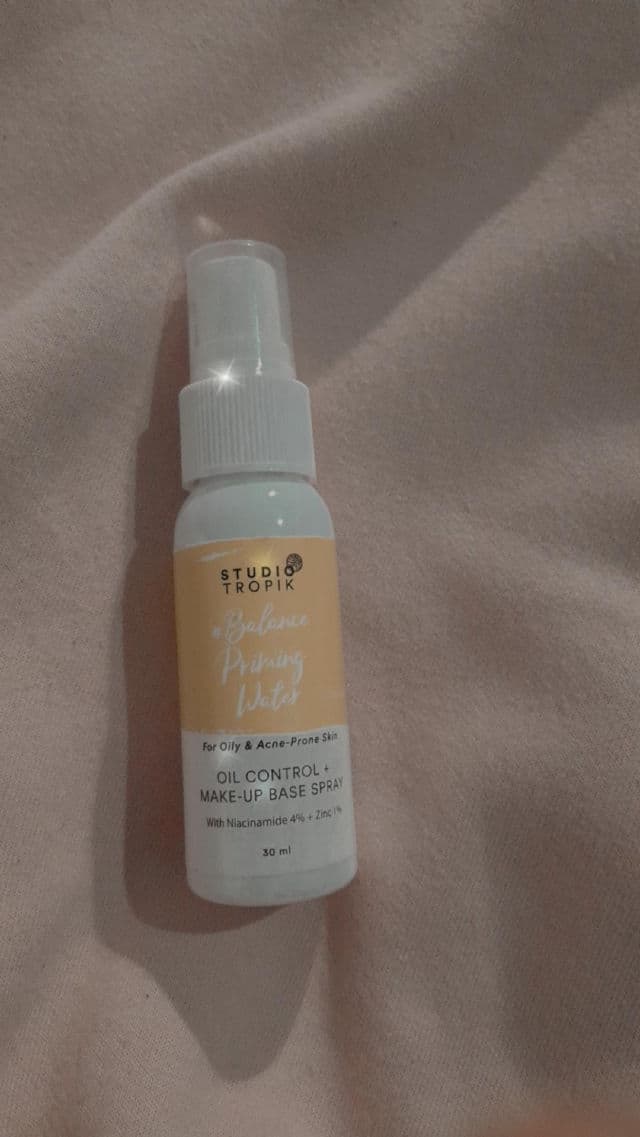 STUDIO
TROPIK
#Balance
Priming
Water
For Oily & Acne-Prone Skin
OIL CONTROL +
MAKE-UP BASE SPRAY
With Niacinamide 4% + Zinc 1%
30 ml